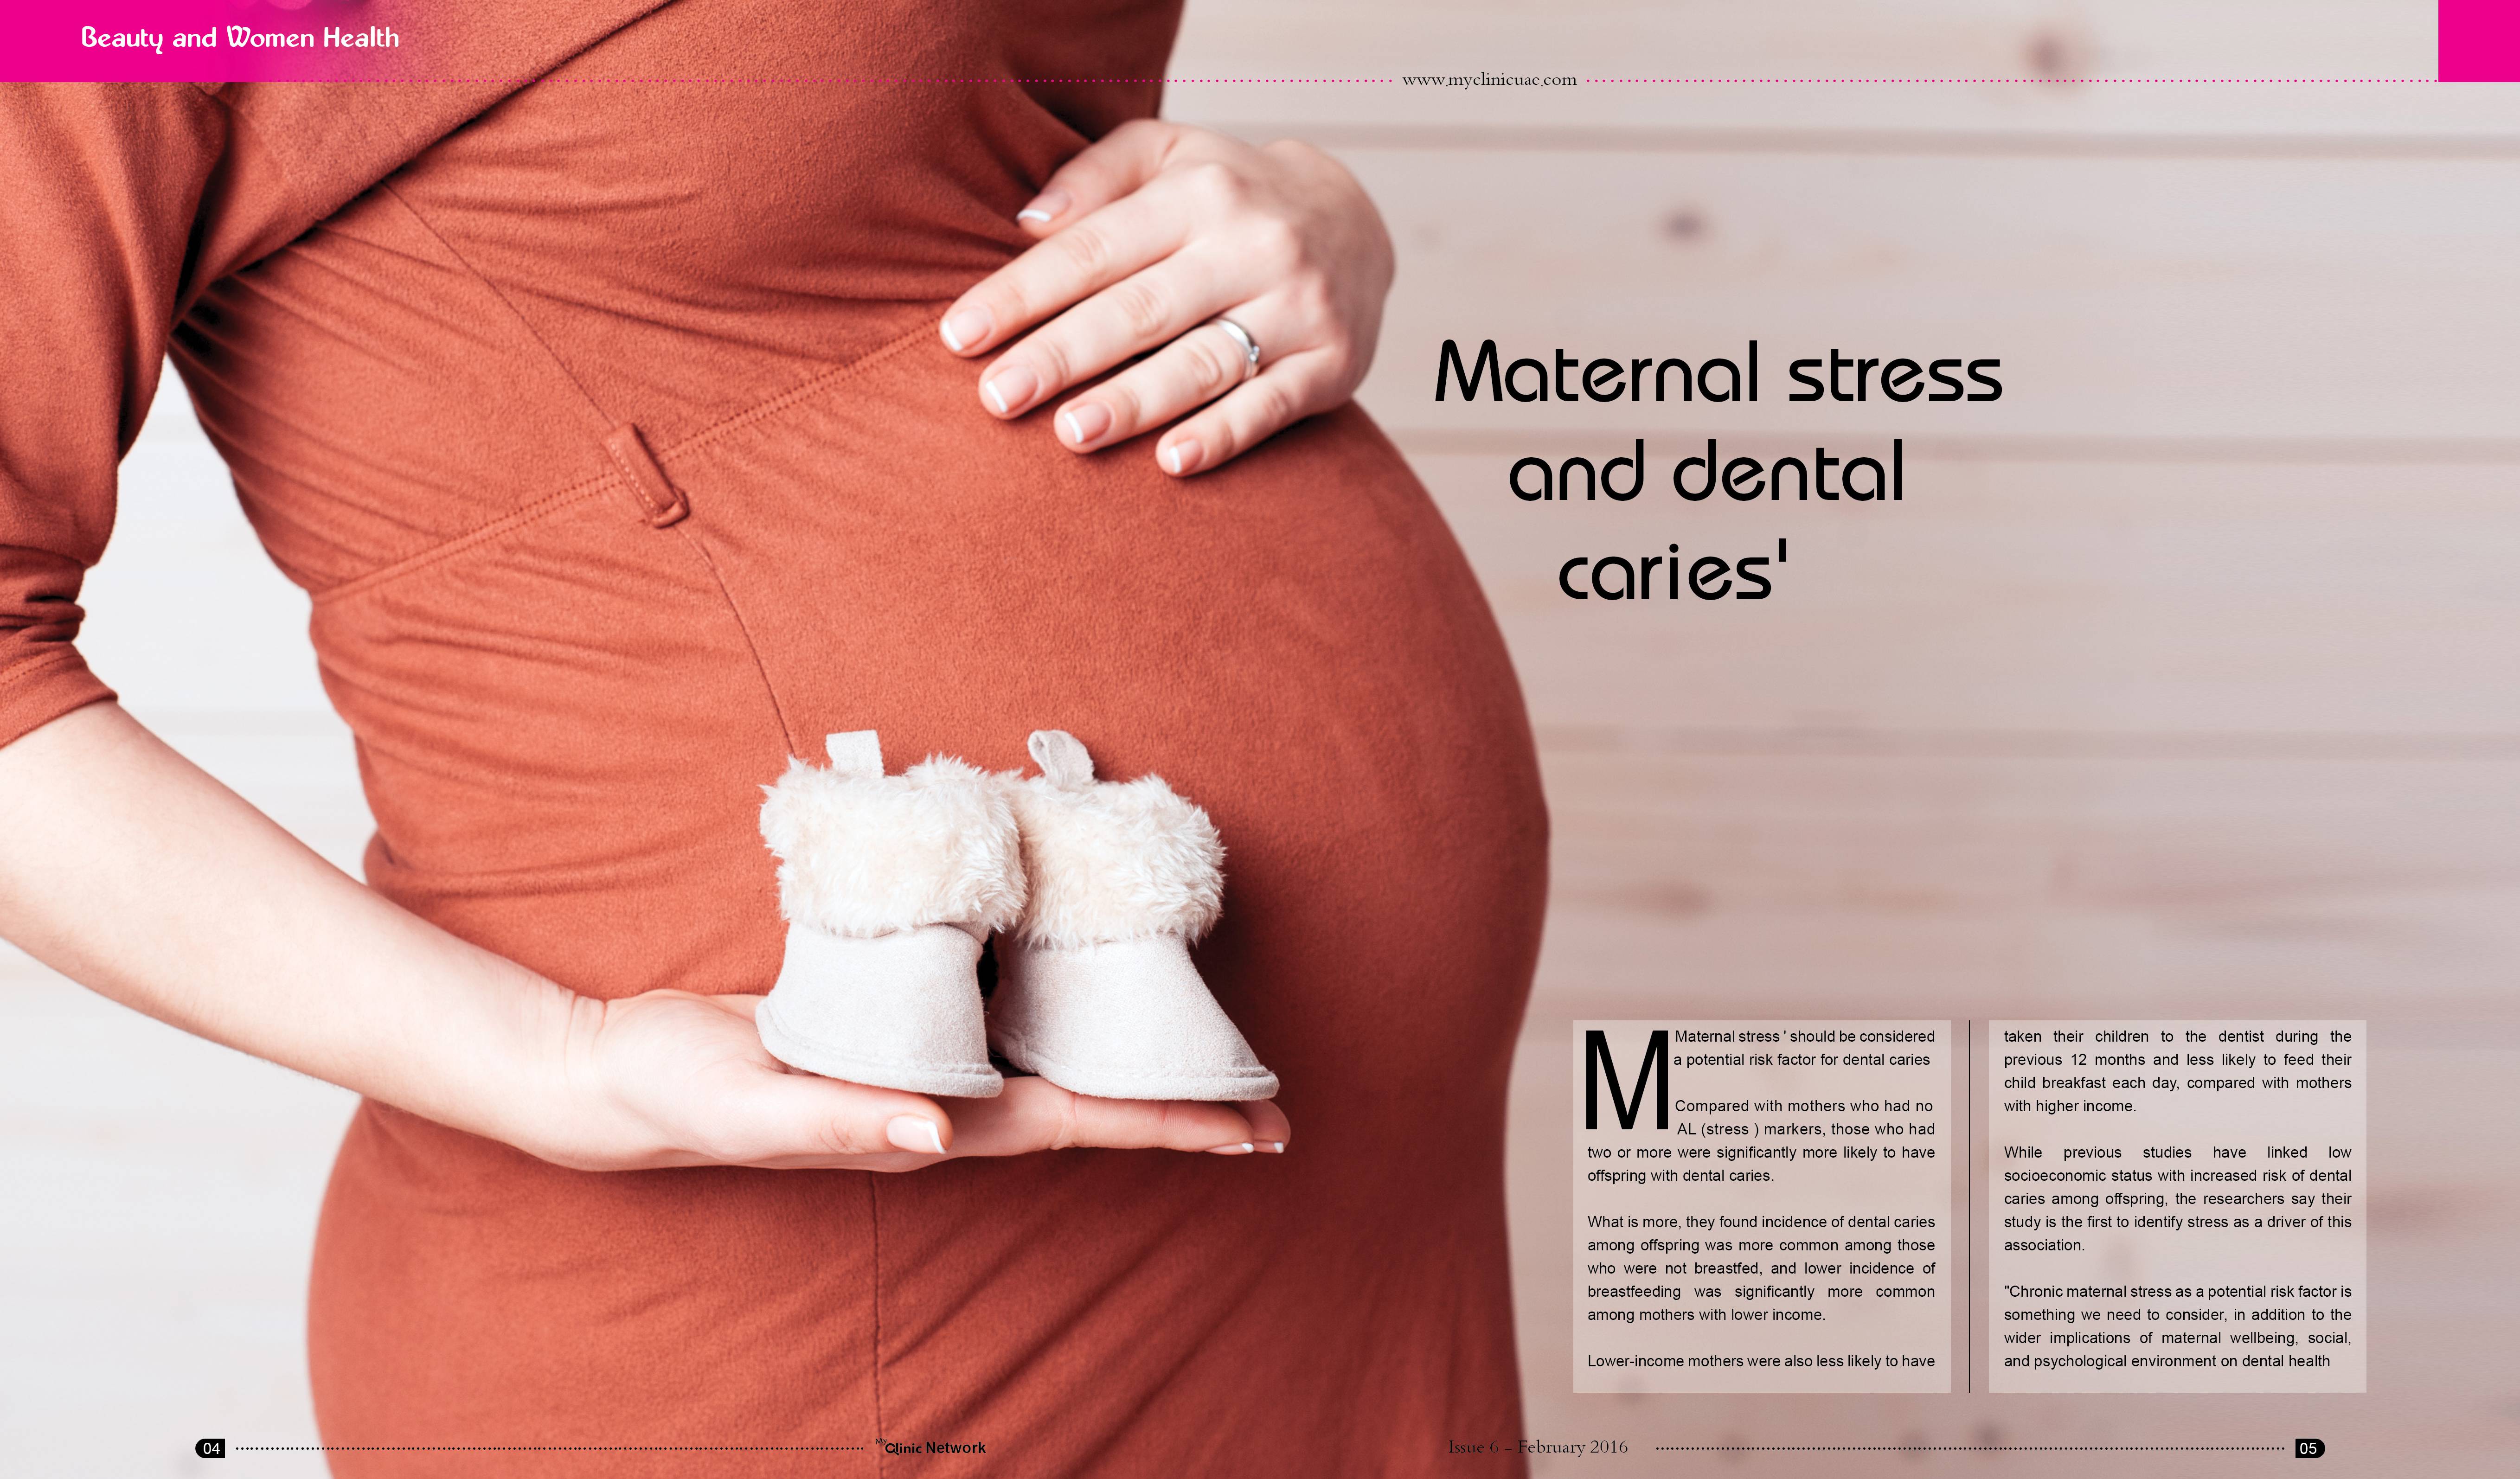 Beauty and Women Health
www.myclinicuae.com
Maternal stress
and dental
caries'
M
Maternal stress ' should be considered
a potential risk factor for dental caries
Compared with mothers who had no
AL (stress ) markers, those who had
two or more were significantly more likely to have
offspring with dental caries.
What is more, they found incidence of dental caries
among offspring was more common among those
who were not breastfed, and lower incidence of
breastfeeding was significantly more common
among mothers with lower income.
Lower-income mothers were also less likely to have
taken their children to the dentist during the
previous 12 months and less likely to feed their
child breakfast each day, compared with mothers
with higher income.
While previous studies have linked low
socioeconomic status with increased risk of dental
caries among offspring, the researchers say their
study is the first to identify stress as a driver of this
association.
"Chronic maternal stress as a potential risk factor is
something we need to consider, in addition to the
wider implications of maternal wellbeing, social,
and psychological environment on dental health
04
My Clinic Network
Issue 6 – February 2016
05